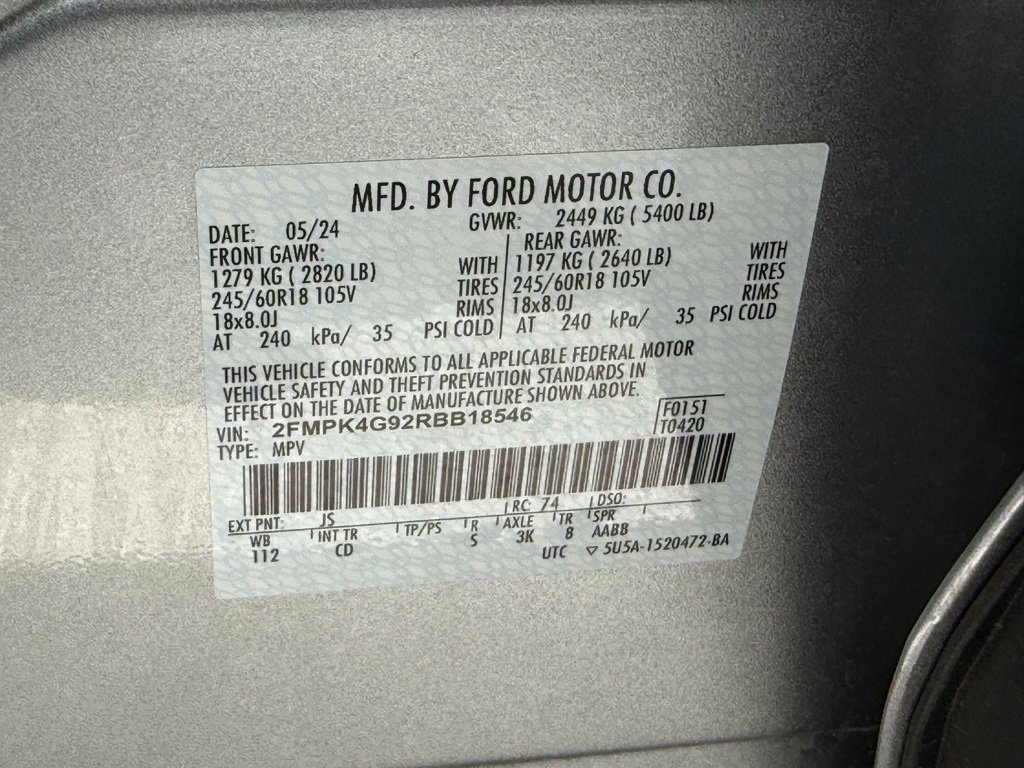 MFD. BY FORD MOTOR CO.
DATE: 05/24 GVWR: 2449 KG ( 5400 LB)
FRONT GAWR: REAR GAWR:
1279 KG ( 2820 LB) WITH 1197 KG ( 2640 LB) WITH
245/60R18 105V TIRES 245/60R18 105V TIRES
18x8.0J RIMS 18x8.0J RIMS
AT 240 kPa/ 35 PSI COLD AT 240 kPa/ 35 PSI COLD
THIS VEHICLE CONFORMS TO ALL APPLICABLE FEDERAL MOTOR
VEHICLE SAFETY AND THEFT PREVENTION STANDARDS IN
EFFECT ON THE DATE OF MANUFACTURE SHOWN ABOVE.
VIN: 2FMPK4G92RBB18546 F0151
TYPE: MPV T0420
EXT PNT: JS RC: 74 DSO:
WB INT TR TP/PS R AXLE TR SPR
112 CD S 3K 8 AABB
UTC ▽ 5U5A-1520472-BA